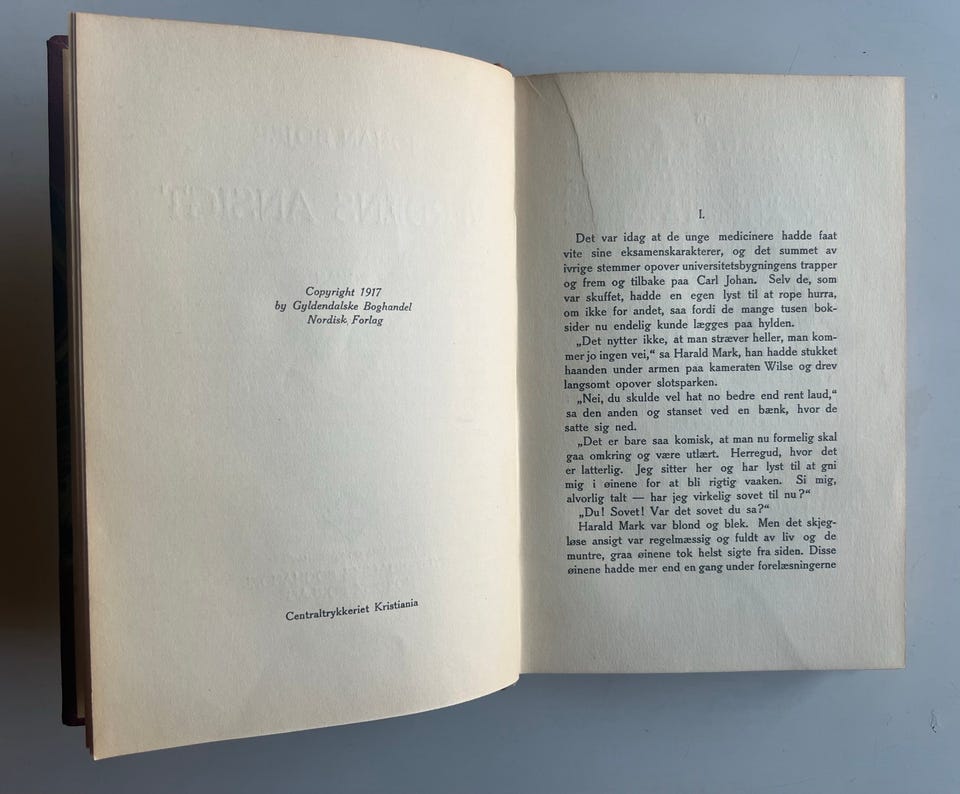 Copyright 1917
by Gyldendalske Boghandel
Nordisk Forlag
Centraltrykkeriet Kristiania
I.
Det var idag at de unge medicinere hadde faat
vite sine eksamenskarakterer, og det summet av
ivrige stemmer opover universitetsbygningens trapper
og frem og tilbake paa Carl Johan. Selv de, som
var skuffet, hadde en egen lyst til at rope hurra,
om ikke for andet, saa fordi de mange tusen bok-
sider nu endelig kunde lægges paa hylden.
„Det nytter ikke, at man stræver heller, man kom-
mer jo ingen vei,“ sa Harald Mark, han hadde stukket
haanden under armen paa kameraten Wilse og drev
langsomt opover slotsparken.
„Nei, du skulde vel hat no bedre end rent laud,“
sa den anden og stanset ved en bænk, hvor de
satte sig ned.
„Det er bare saa komisk, at man nu formelig skal
gaa omkring og være utlært. Herregud, hvor det
er latterlig. Jeg sitter her og har lyst til at gni
mig i øinene for at bli rigtig vaaken. Si mig,
alvorlig talt — har jeg virkelig sovet til nu?“
„Du! Sovet! Var det sovet du sa?“
Harald Mark var blond og blek. Men det skjeg-
løse ansigt var regelmæssig og fuldt av liv og de
muntre, graa øinene tok helst sigte fra siden. Disse
øinene hadde mer end en gang under forelæsningerne